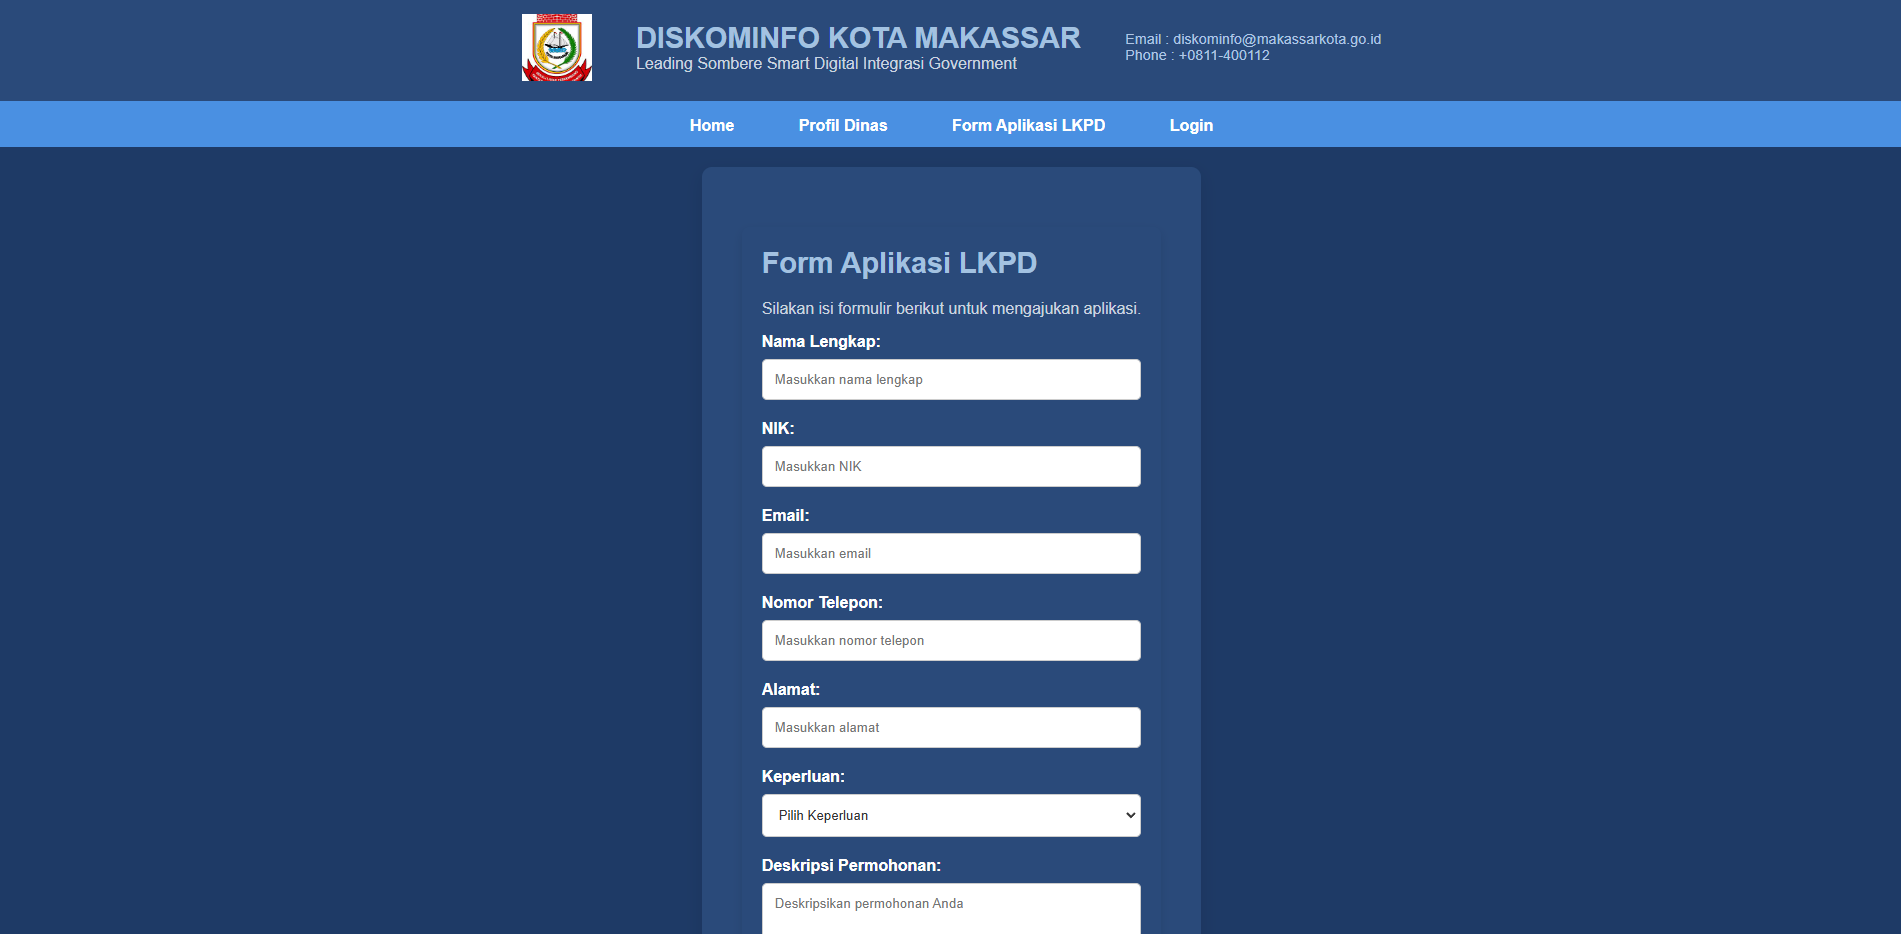 DISKOMINFO KOTA MAKASSAR
Leading Sombere Smart Digital Integrasi Government
Email : diskominfo@makassarkota.go.id
Phone : +0811-400112
Home Profil Dinas Form Aplikasi LKPD Login
Form Aplikasi LKPD
Silakan isi formulir berikut untuk mengajukan aplikasi.
Nama Lengkap:
Masukkan nama lengkap
NIK:
Masukkan NIK
Email:
Masukkan email
Nomor Telepon:
Masukkan nomor telepon
Alamat:
Masukkan alamat
Keperluan:
Pilih Keperluan
Deskripsi Permohonan:
Deskripsikan permohonan Anda